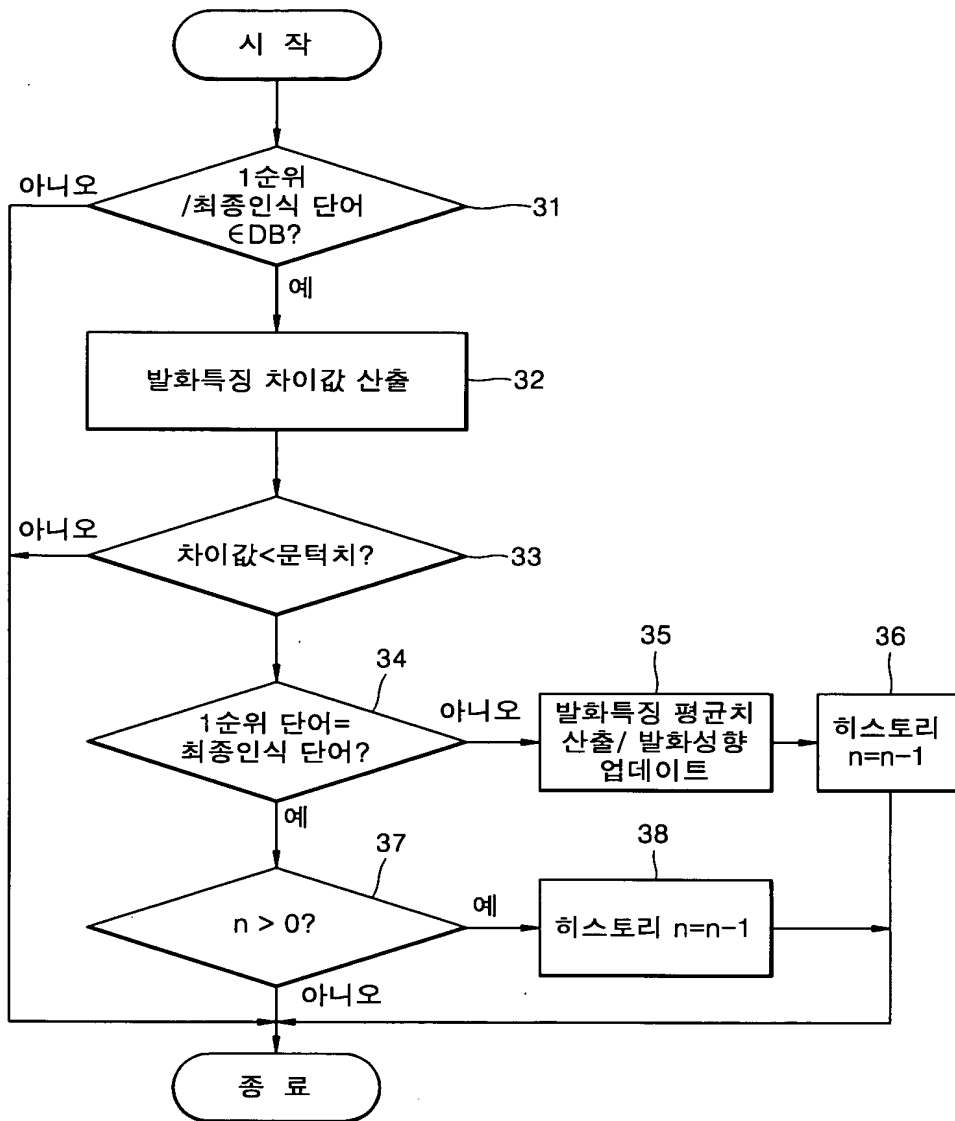 시 작
아니오
1순위
/최종인식 단어
∈DB?
31
예
발화특징 차이값 산출
32
아니오
차이값<문턱치?
33
34
1순위 단어=
최종인식 단어?
아니오
35
발화특징 평균치
산출/ 발화성향
업데이트
36
히스토리
n=n-1
예
37
n > 0?
예
38
히스토리 n=n-1
아니오
종 료